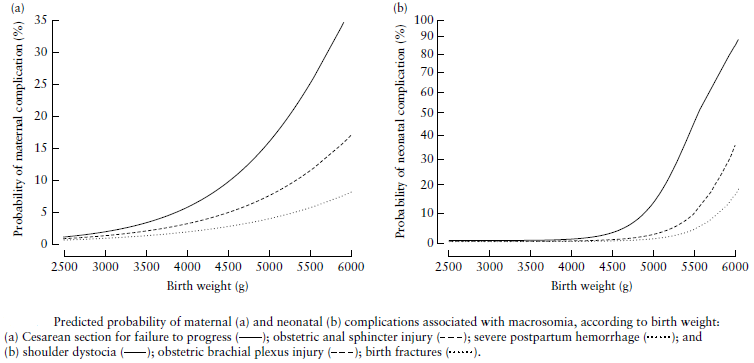 (a)
Probability of maternal complication (%)
35
30
25
20
15
10
5
0
2500 3000 3500 4000 4500 5000 5500 6000
Birth weight (g)
(b)
Probability of neonatal complication (%)
100
90
80
70
60
50
40
30
20
10
0
2500 3000 3500 4000 4500 5000 5500 6000
Birth weight (g)
Predicted probability of maternal (a) and neonatal (b) complications associated with macrosomia, according to birth weight:
(a) Cesarean section for failure to progress (——); obstetric anal sphincter injury (– – –); severe postpartum hemorrhage (······); and
(b) shoulder dystocia (——); obstetric brachial plexus injury (– – –); birth fractures (······).